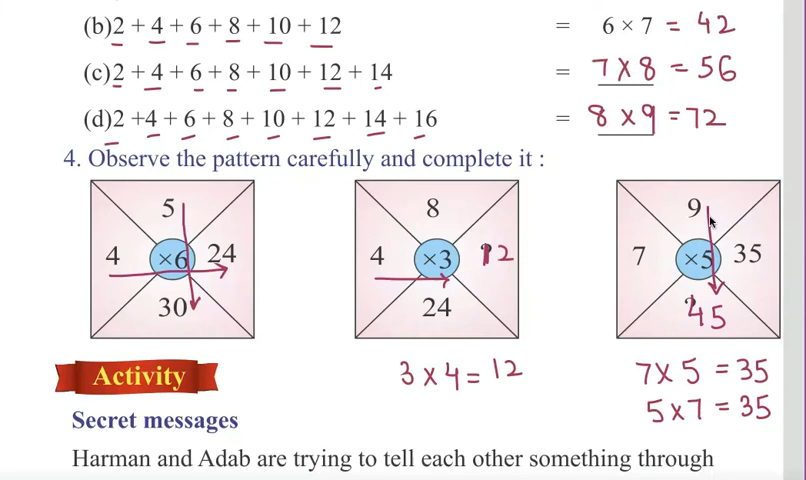 (b)2 + 4 + 6 + 8 + 10 + 12 = 6 × 7 = 42
(c)2 + 4 + 6 + 8 + 10 + 12 + 14 = 7 × 8 = 56
(d)2 +4 + 6 + 8 + 10 + 12 + 14 + 16 = 8 × 9 = 72
4. Observe the pattern carefully and complete it :
5 8 9
4 ×6 24 4 ×3 12 7 ×5 35
30 24 45
3 × 4 = 12 7 × 5 = 35
5 × 7 = 35
Activity
Secret messages
Harman and Adab are trying to tell each other something through